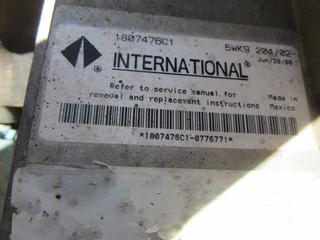 1807476C1 5WK9 204/02-
Jun/20/00
INTERNATIONAL®
Refer to service manual for
removal and replacement instructions
Made in
Mexico
*1807476C1-0776771*